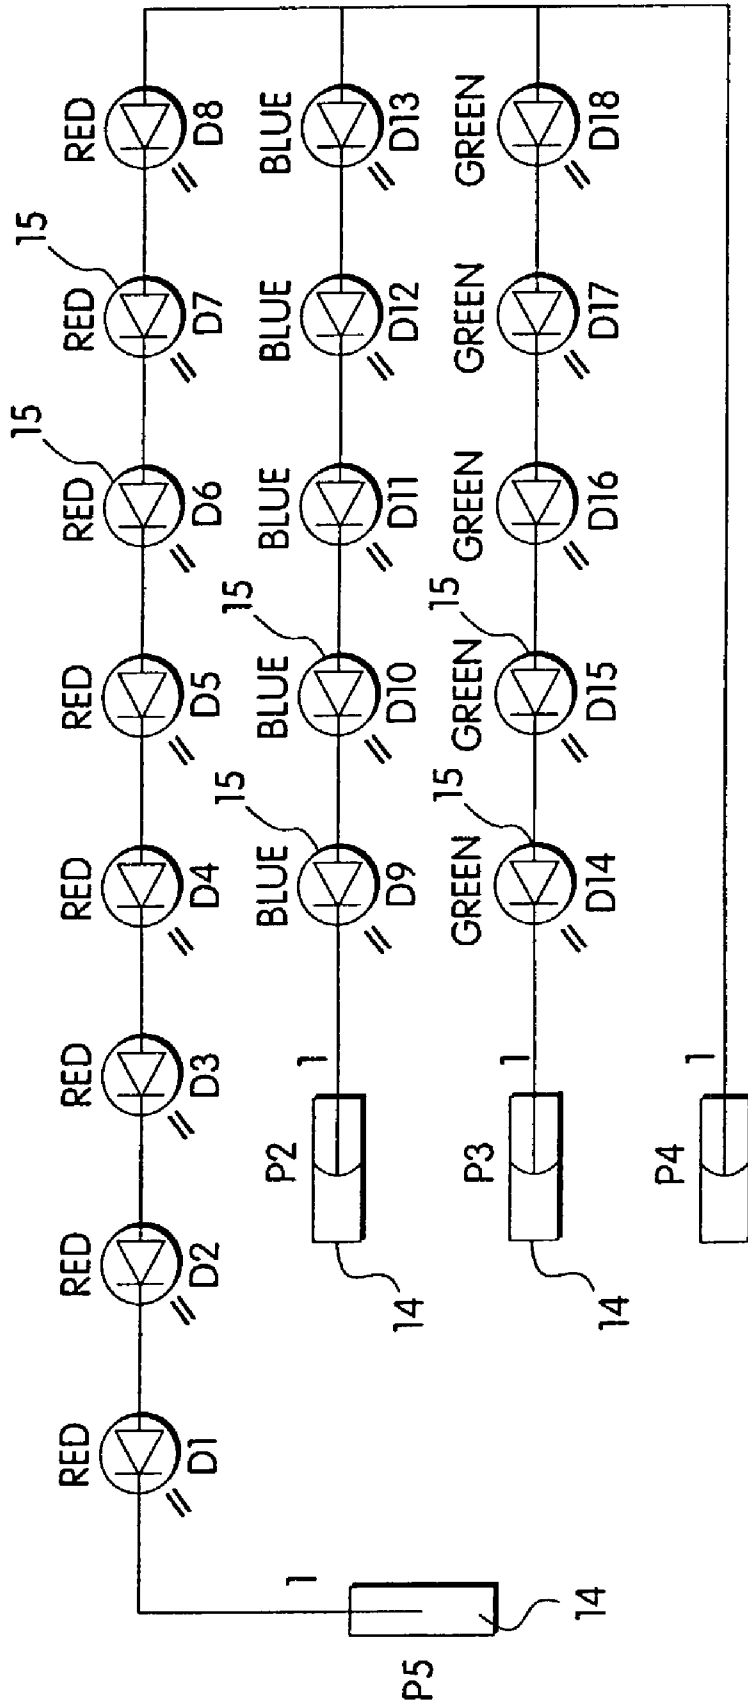 15
15
RED
RED
RED
RED
RED
RED
RED
RED
D1
D2
D3
D4
D5
D6
D7
D8
15
15
BLUE
BLUE
BLUE
BLUE
BLUE
1
P5
14
P2
1
D9
D10
D11
D12
D13
14
15
15
GREEN
GREEN
GREEN
GREEN
GREEN
P3
1
D14
D15
D16
D17
D18
14
P4
1